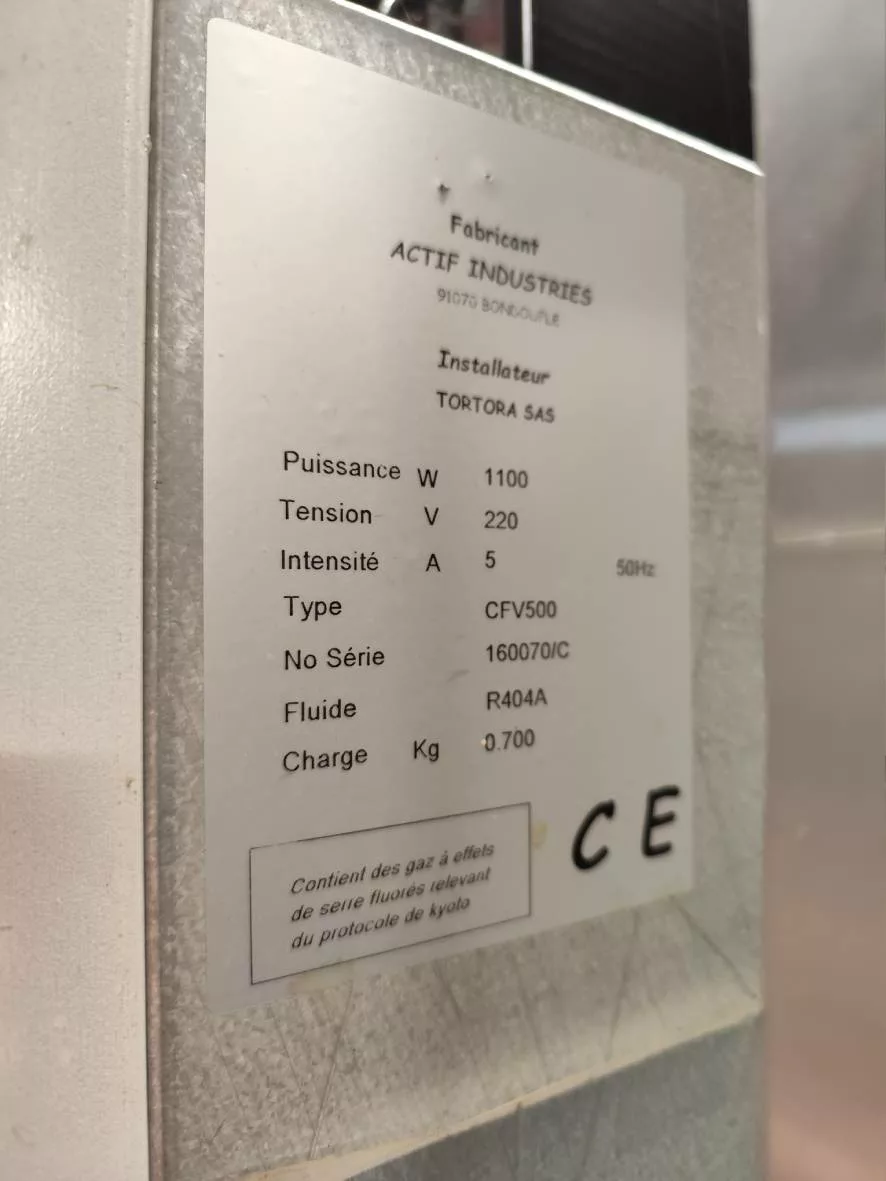 Fabricant
ACTIF INDUSTRIES
91070 BONDOUFLE
Installateur
TORTORA SAS
Puissance W 1100
Tension V 220
Intensité A 5 50Hz
Type CFV500
No Série 160070/C
Fluide R404A
Charge Kg 0.700
CE
Contient des gaz à effets
de serre fluorés relevant
du protocole de kyoto